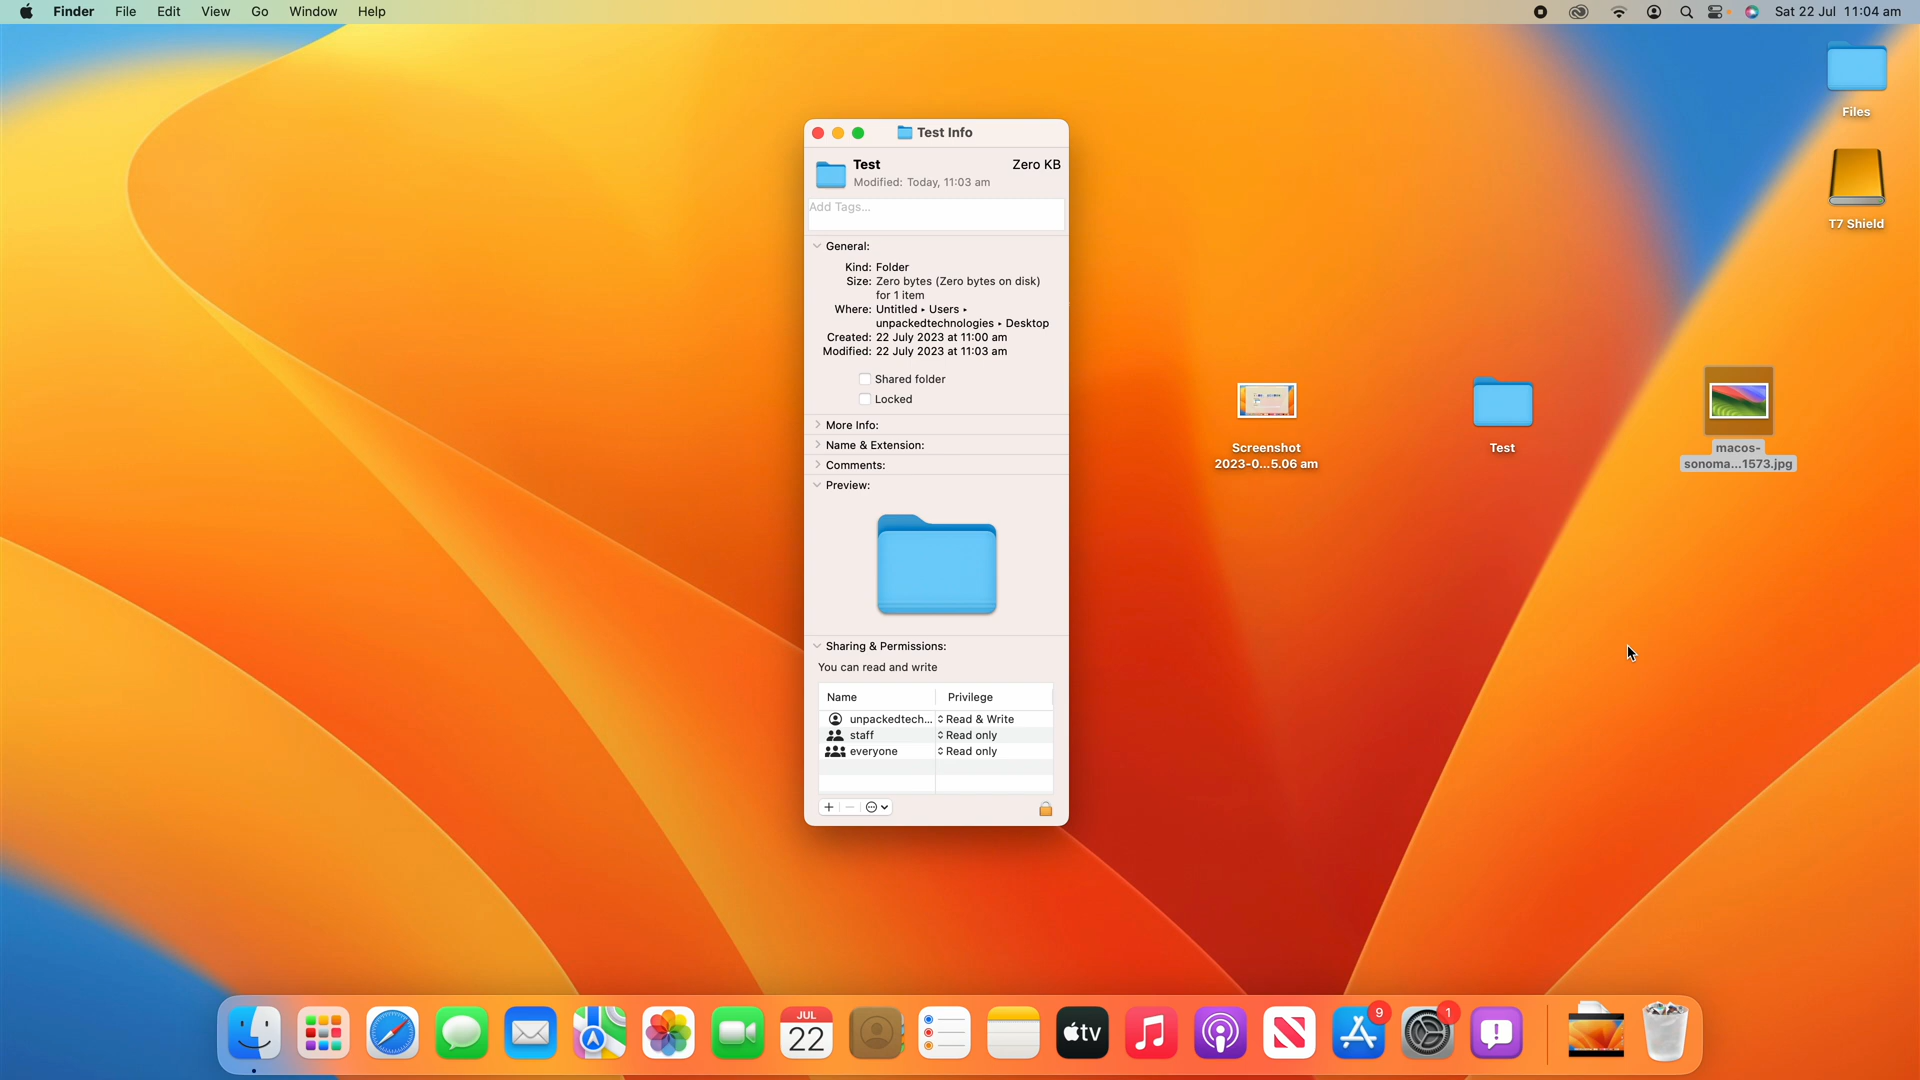 Finder File Edit View Go Window Help
Sat 22 Jul 11:04 am
Files
T7 Shield
Test Info
Test
Zero KB
Modified: Today, 11:03 am
Add Tags...
General:
Kind: Folder
Size: Zero bytes (Zero bytes on disk)
for 1 item
Where: Untitled ▸ Users ▸
unpackedtechnologies ▸ Desktop
Created: 22 July 2023 at 11:00 am
Modified: 22 July 2023 at 11:03 am
Shared folder
Locked
More Info:
Name & Extension:
Comments:
Preview:
Sharing & Permissions:
You can read and write
Name Privilege
unpackedtech... Read & Write
staff Read only
everyone Read only
Screenshot
2023-0...5.06 am
Test
macos-
sonoma...1573.jpg
JUL
22
tv
9
1